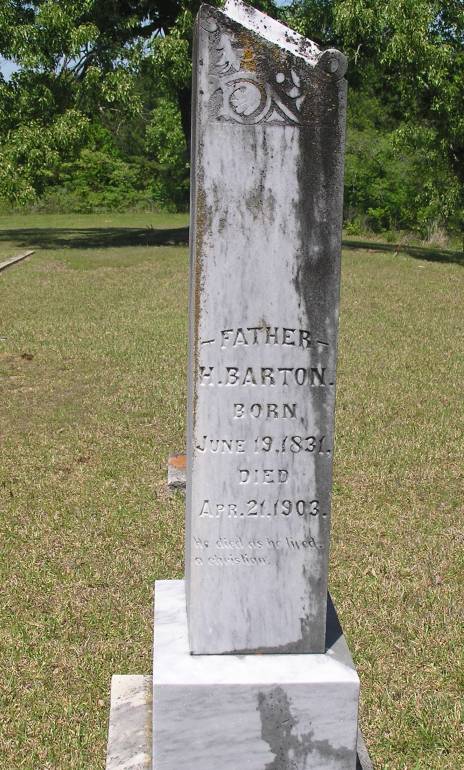 - FATHER -
H. BARTON.
BORN
JUNE 19, 1831.
DIED
APR. 21, 1903.
He died as he lived,
a christian.